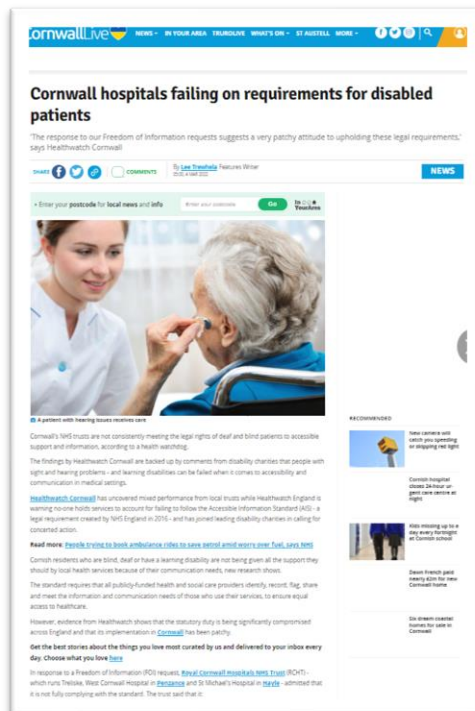 CornwallLive
NEWS
IN YOUR AREA
TRUROLIVE
WHAT'S ON
ST AUSTELL
MORE
Cornwall hospitals failing on requirements for disabled
patients
'The response to our Freedom of Information requests suggests a very patchy attitude to upholding these legal requirements,'
says Healthwatch Cornwall
SHARE
COMMENTS
By Lee Trewhela Features Writer
NEWS
Enter your postcode for local news and info
Enter your postcode
Go
In
Your Area
A patient with hearing issues receives care
Cornwall's NHS trusts are not consistently meeting the legal rights of deaf and blind patients to accessible
support and information, according to a health watchdog.
The findings by Healthwatch Cornwall are backed up by comments from disability charities that people with
sight and hearing problems - and learning disabilities can be failed when it comes to accessibility and
communication in medical settings.
Healthwatch Cornwall has uncovered mixed performance from local trusts while Healthwatch England is
warning no-one holds services to account for failing to follow the Accessible Information Standard (AIS) - a
legal requirement created by NHS England in 2016 - and has joined leading disability charities in calling for
concerted action.
Read more: People trying to book ambulance rides to save petrol amid worry over fuel, says NHS
Cornish residents who are blind, deaf or have a learning disability are not being given all the support they
should by local health services because of their communication needs, new research shows.
The standard requires that all publicly-funded health and social care providers identify, record, flag, share
and meet the information and communication needs of those who use their services, to ensure equal
access to healthcare.
However, evidence from Healthwatch shows that the statutory duty is being significantly compromised
across England and that its implementation in Cornwall has been patchy.
Get the best stories about the things you love most curated by us and delivered to your inbox every
day. Choose what you love here
In response to a Freedom of Information (FOI) request, Royal Cornwall Hospitals NHS Trust (RCHT) -
which runs Treliske, West Cornwall Hospital in Penzance and St Michael's Hospital in Hayle - admitted that
it is not fully complying with the standard. The trust said that it:
RECOMMENDED
New camera will
catch you speeding
or skipping red light
Cornish hospital
closes 24-hour ur-
gent care centre at
night
Kids missing up to a
day every fortnight
at Cornish school
Dawn French paid
nearly £2m for new
Cornwall home
Six dream coastal
homes for sale in
Cornwall